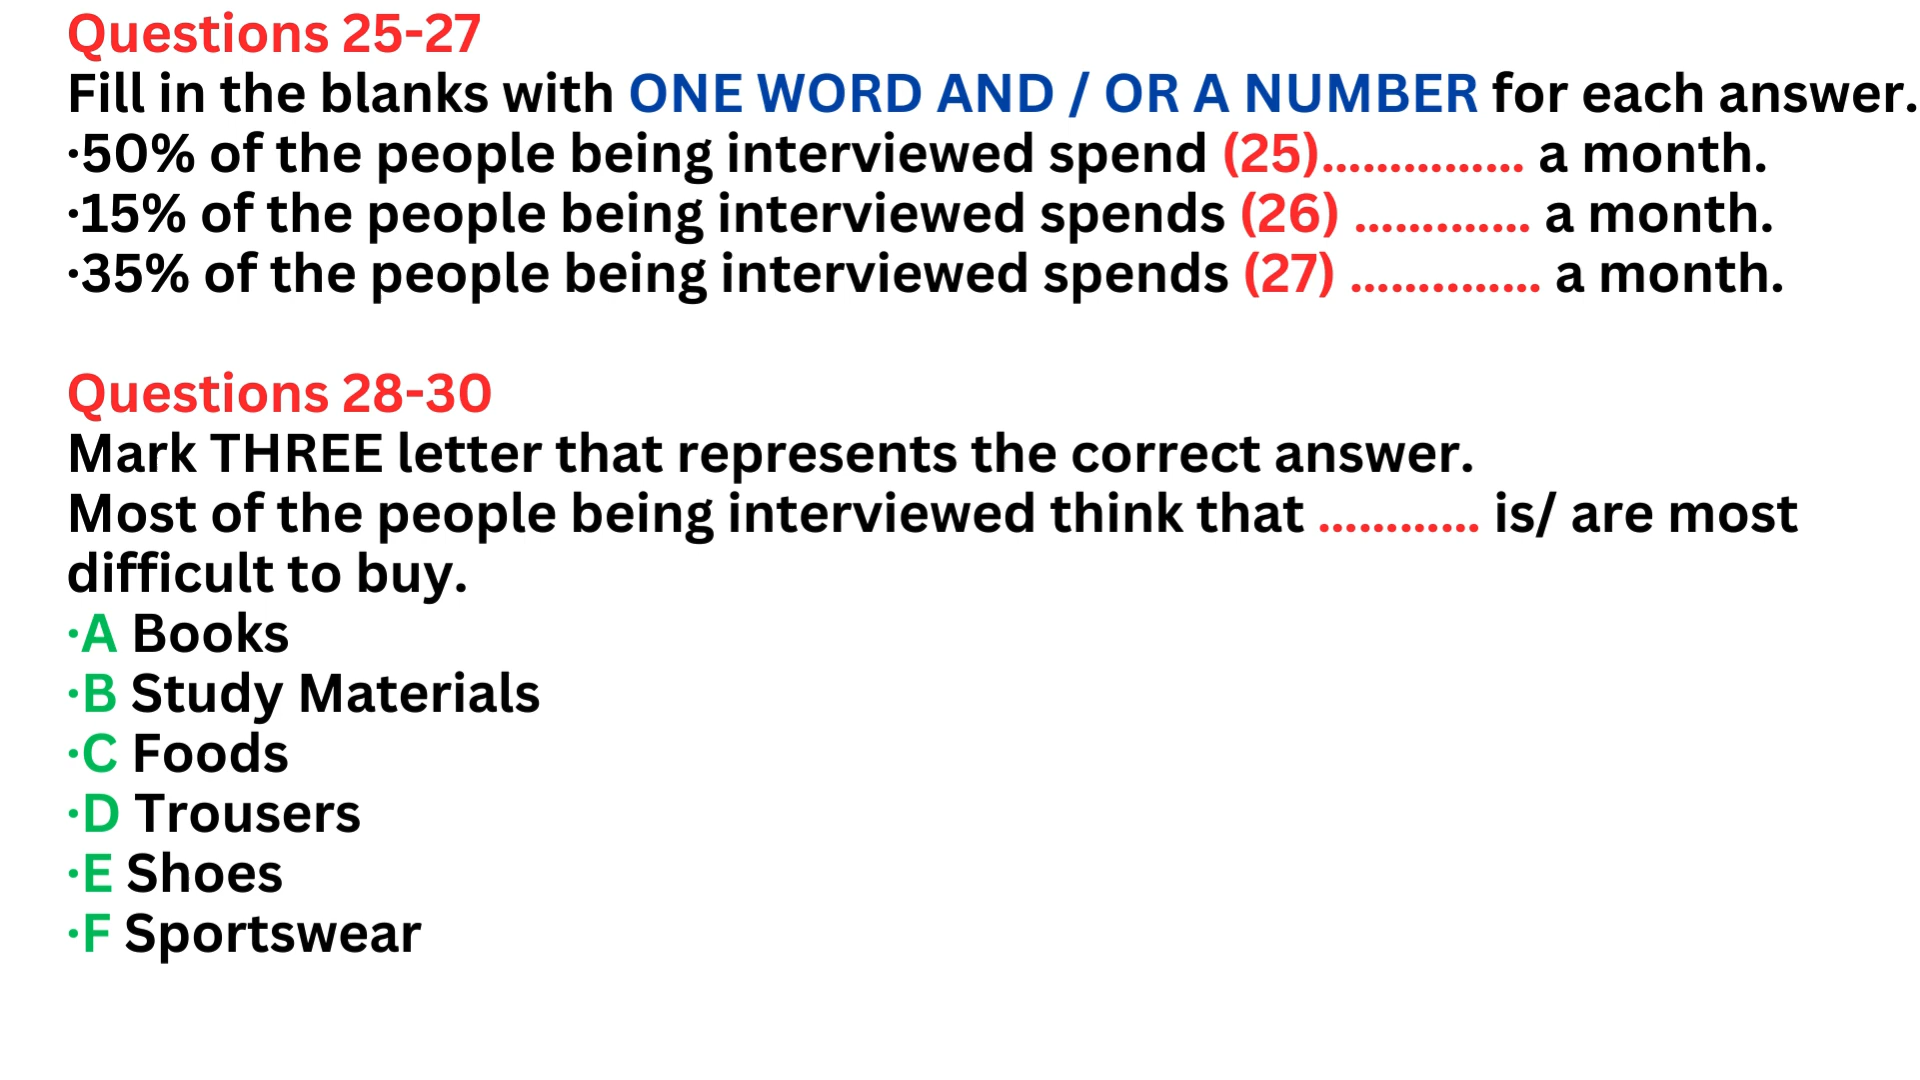 Questions 25-27
Fill in the blanks with ONE WORD AND / OR A NUMBER for each answer.
·50% of the people being interviewed spend (25)............... a month.
·15% of the people being interviewed spends (26) ............. a month.
·35% of the people being interviewed spends (27) .............. a month.
Questions 28-30
Mark THREE letter that represents the correct answer.
Most of the people being interviewed think that ............ is/ are most
difficult to buy.
·A Books
·B Study Materials
·C Foods
·D Trousers
·E Shoes
·F Sportswear